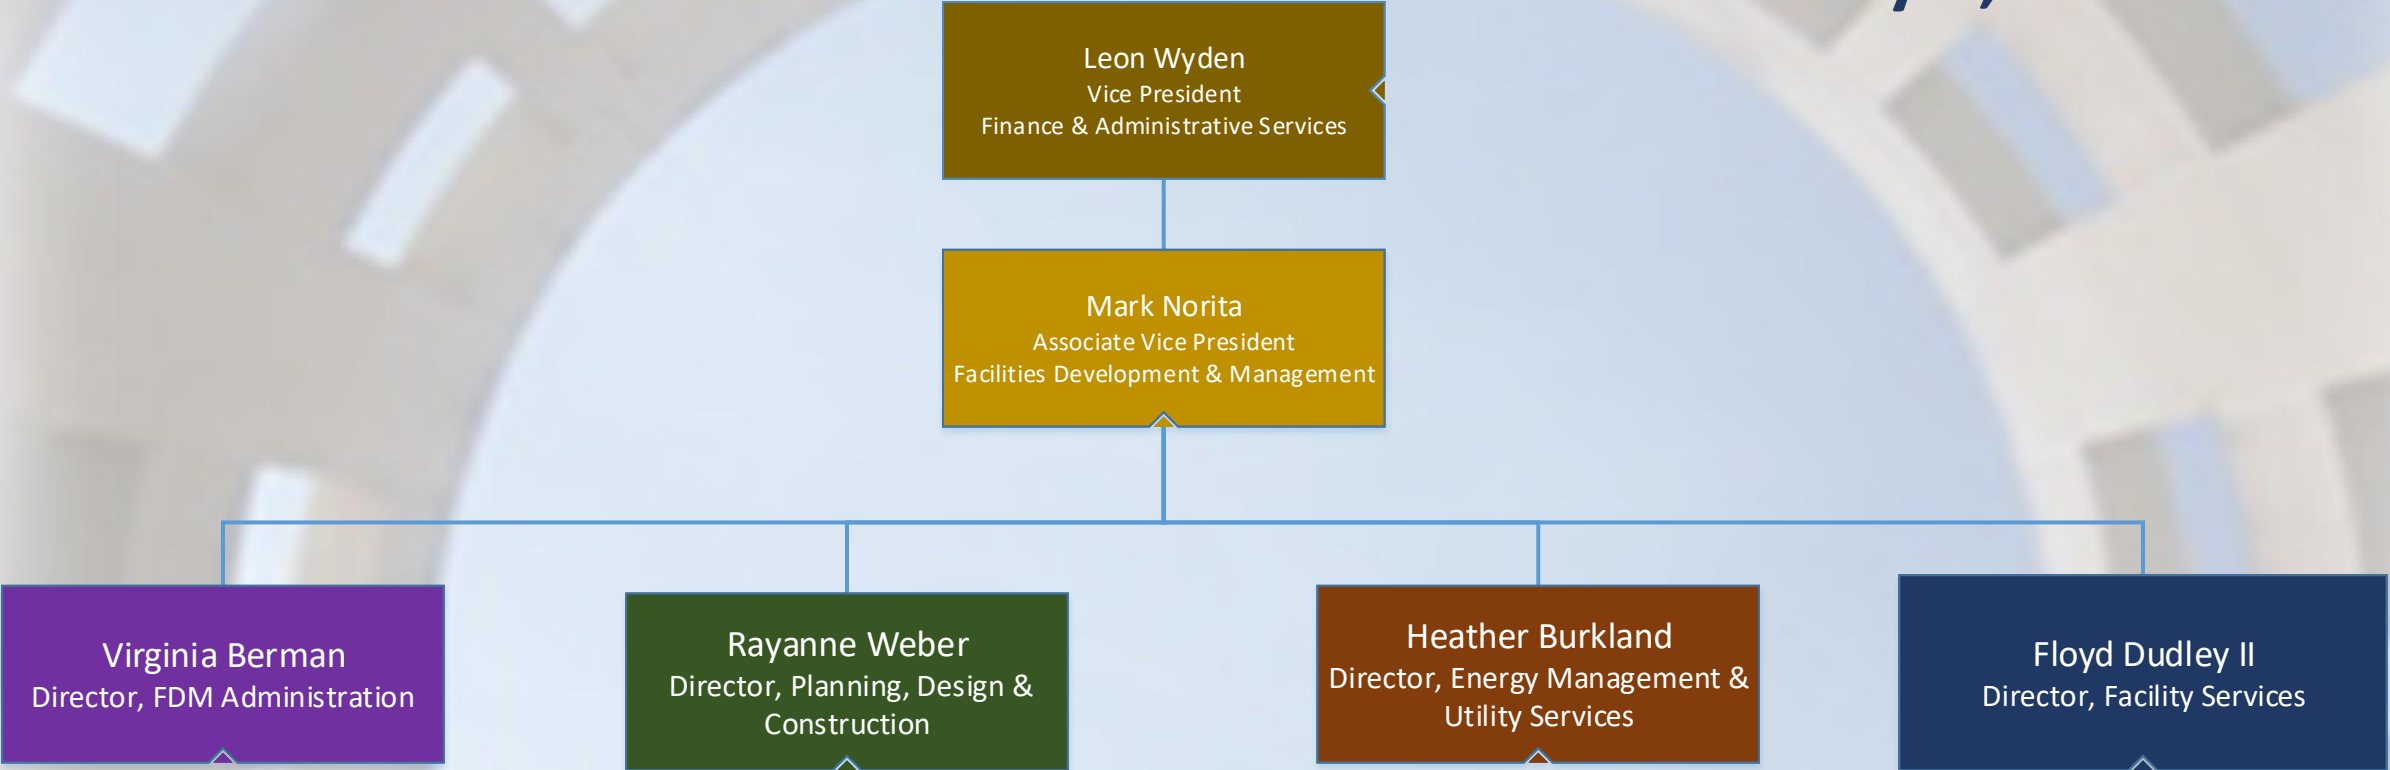 Leon Wyden
Vice President
Finance & Administrative Services
Mark Norita
Associate Vice President
Facilities Development & Management
Virginia Berman
Director, FDM Administration
Rayanne Weber
Director, Planning, Design &
Construction
Heather Burkland
Director, Energy Management &
Utility Services
Floyd Dudley II
Director, Facility Services